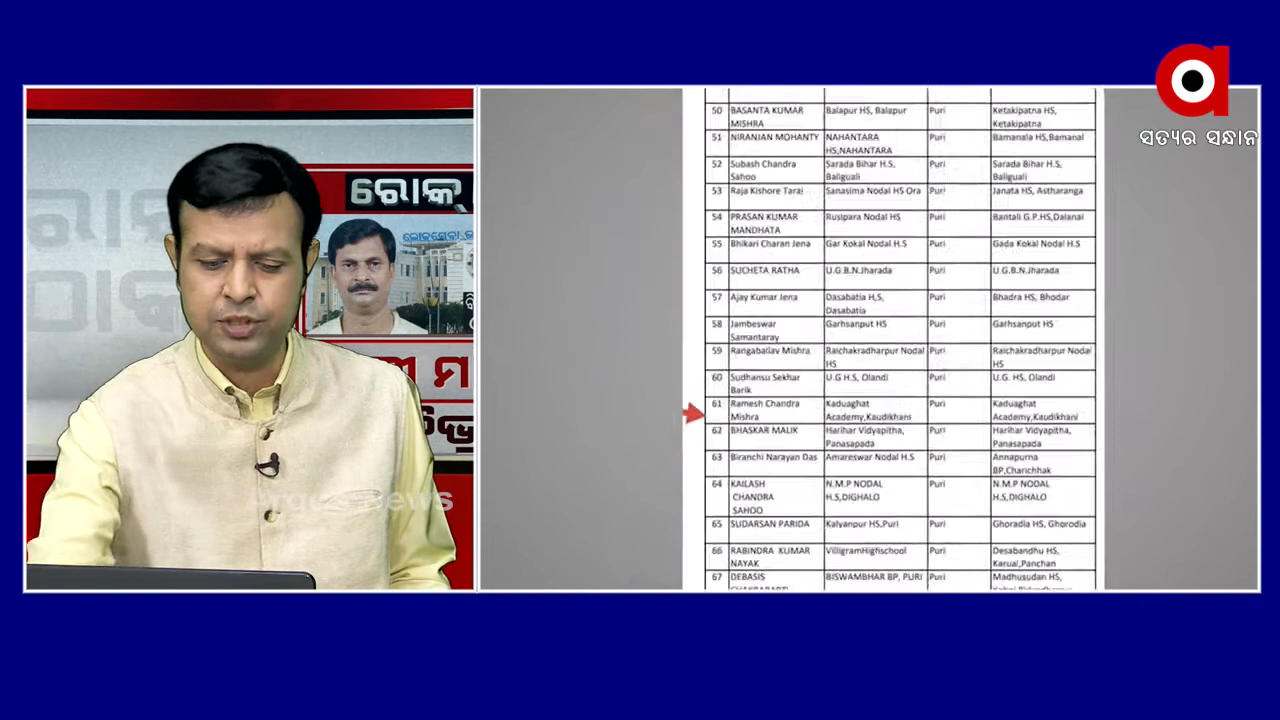 ସତ୍ୟର ସନ୍ଧାନ
ରୋକ୍
50 BASANTA KUMAR MISHRA Balapur HS, Balapur Puri Ketakipatna HS, Ketakipatna
51 NIRANJAN MOHANTY NAHANTARA HS,NAHANTARA Puri Bamanala HS,Bamanal
52 Subash Chandra Sahoo Sarada Bihar H.S, Baliguali Puri Sarada Bihar H.S, Baliguali
53 Raja Kishore Tarai Sanasima Nodal HS Ora Puri Janata HS, Astharanga
54 PRASAN KUMAR MANDHATA Rusipara Nodal HS Puri Bantali G.P.HS,Dalanai
55 Bhikari Charan Jena Gar Kokal Nodal H.S Puri Gada Kokal Nodal H.S
56 SUCHETA RATHA U.G.B.N.Jharada Puri U.G.B.N.Jharada
57 Ajay Kumar Jena Dasabatia H,S, Dasabatia Puri Bhadra HS, Bhodar
58 Jambeswar Samantaray Garhsanput HS Puri Garhsanput HS
59 Rangaballav Mishra Raichakradharpur Nodal HS Puri Raichakradharpur Nodal HS
60 Sudhansu Sekhar Barik U.G H.S, Olandi Puri U.G. HS, Olandi
61 Ramesh Chandra Mishra Kaduaghat Academy,Kaudikhani Puri Kaduaghat Academy,Kaudikhani
62 BHASKAR MALIK Harihar Vidyapitha, Panasapada Puri Harihar Vidyapitha, Panasapada
63 Biranchi Narayan Das Amareswar Nodal H.S Puri Annapurna BP,Charichhak
64 KAILASH CHANDRA SAHOO N.M.P NODAL H.S,DIGHALO Puri N.M.P NODAL H.S,DIGHALO
65 SUDARSAN PARIDA Kalyanpur HS,Puri Puri Ghoradia HS, Ghorodia
66 RABINDRA KUMAR NAYAK VilligramHighschool Puri Desabandhu HS, Karual,Panchan
67 DEBASIS BISWAMBHAR BP, PURI Puri Madhusudan HS,
Argus News